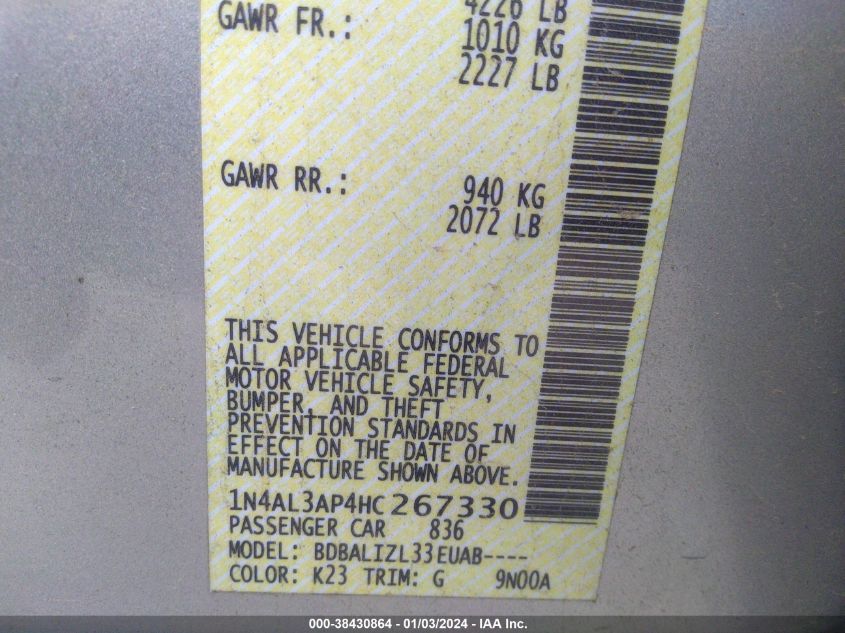 4226 LB
GAWR FR.: 1010 KG
2227 LB
GAWR RR.: 940 KG
2072 LB
THIS VEHICLE CONFORMS TO
ALL APPLICABLE FEDERAL
MOTOR VEHICLE SAFETY,
BUMPER, AND THEFT
PREVENTION STANDARDS IN
EFFECT ON THE DATE OF
MANUFACTURE SHOWN ABOVE.
1N4AL3AP4HC267330
PASSENGER CAR 836
MODEL: BDBALIZL33EUAB----
COLOR: K23 TRIM: G 9N00A
000-38430864 - 01/03/2024 - IAA Inc.